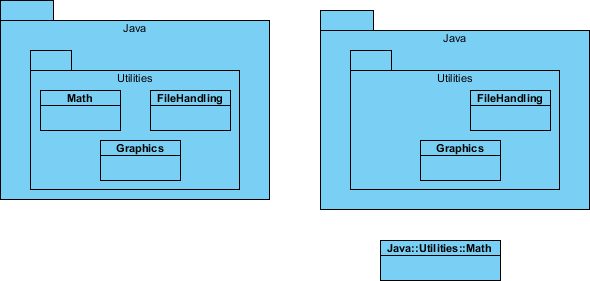 Java
Utilities
Math
FileHandling
Graphics
Java
Utilities
FileHandling
Graphics
Java::Utilities::Math